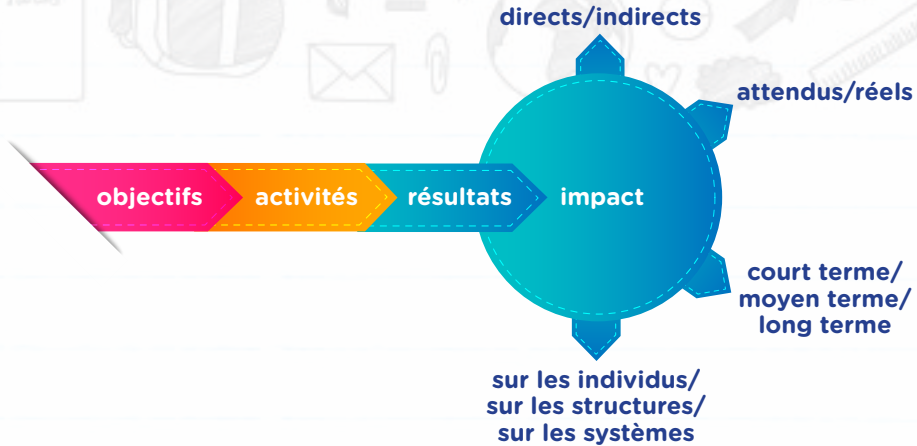 directs/indirects
attendus/réels
objectifs activités résultats impact
court terme/
moyen terme/
long terme
sur les individus/
sur les structures/
sur les systèmes